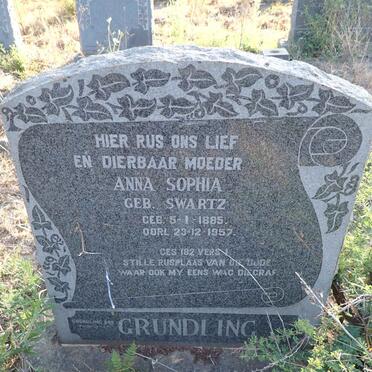 HIER RUS ONS LIEF
EN DIERBAAR MOEDER
ANNA SOPHIA
GEB. SWARTZ
GEB. 5-1-1885.
OORL. 23-12-1957.
GES 182 VERS 1
STILLE RUSPLAAS VAN DIE DODE
WAAR OOK MY EENS WAG DIE GRAF
GRUNDLING